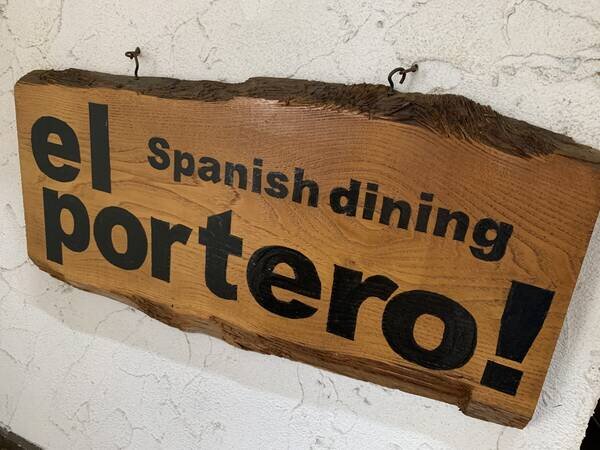 el
Spanish dining
portero!